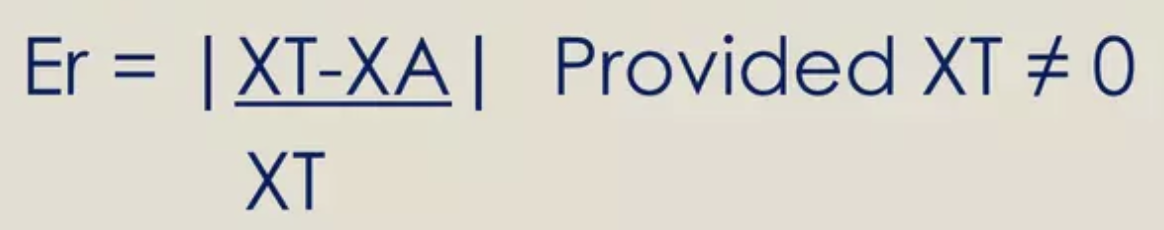 Er = | XT-XA | Provided XT ≠ 0
XT